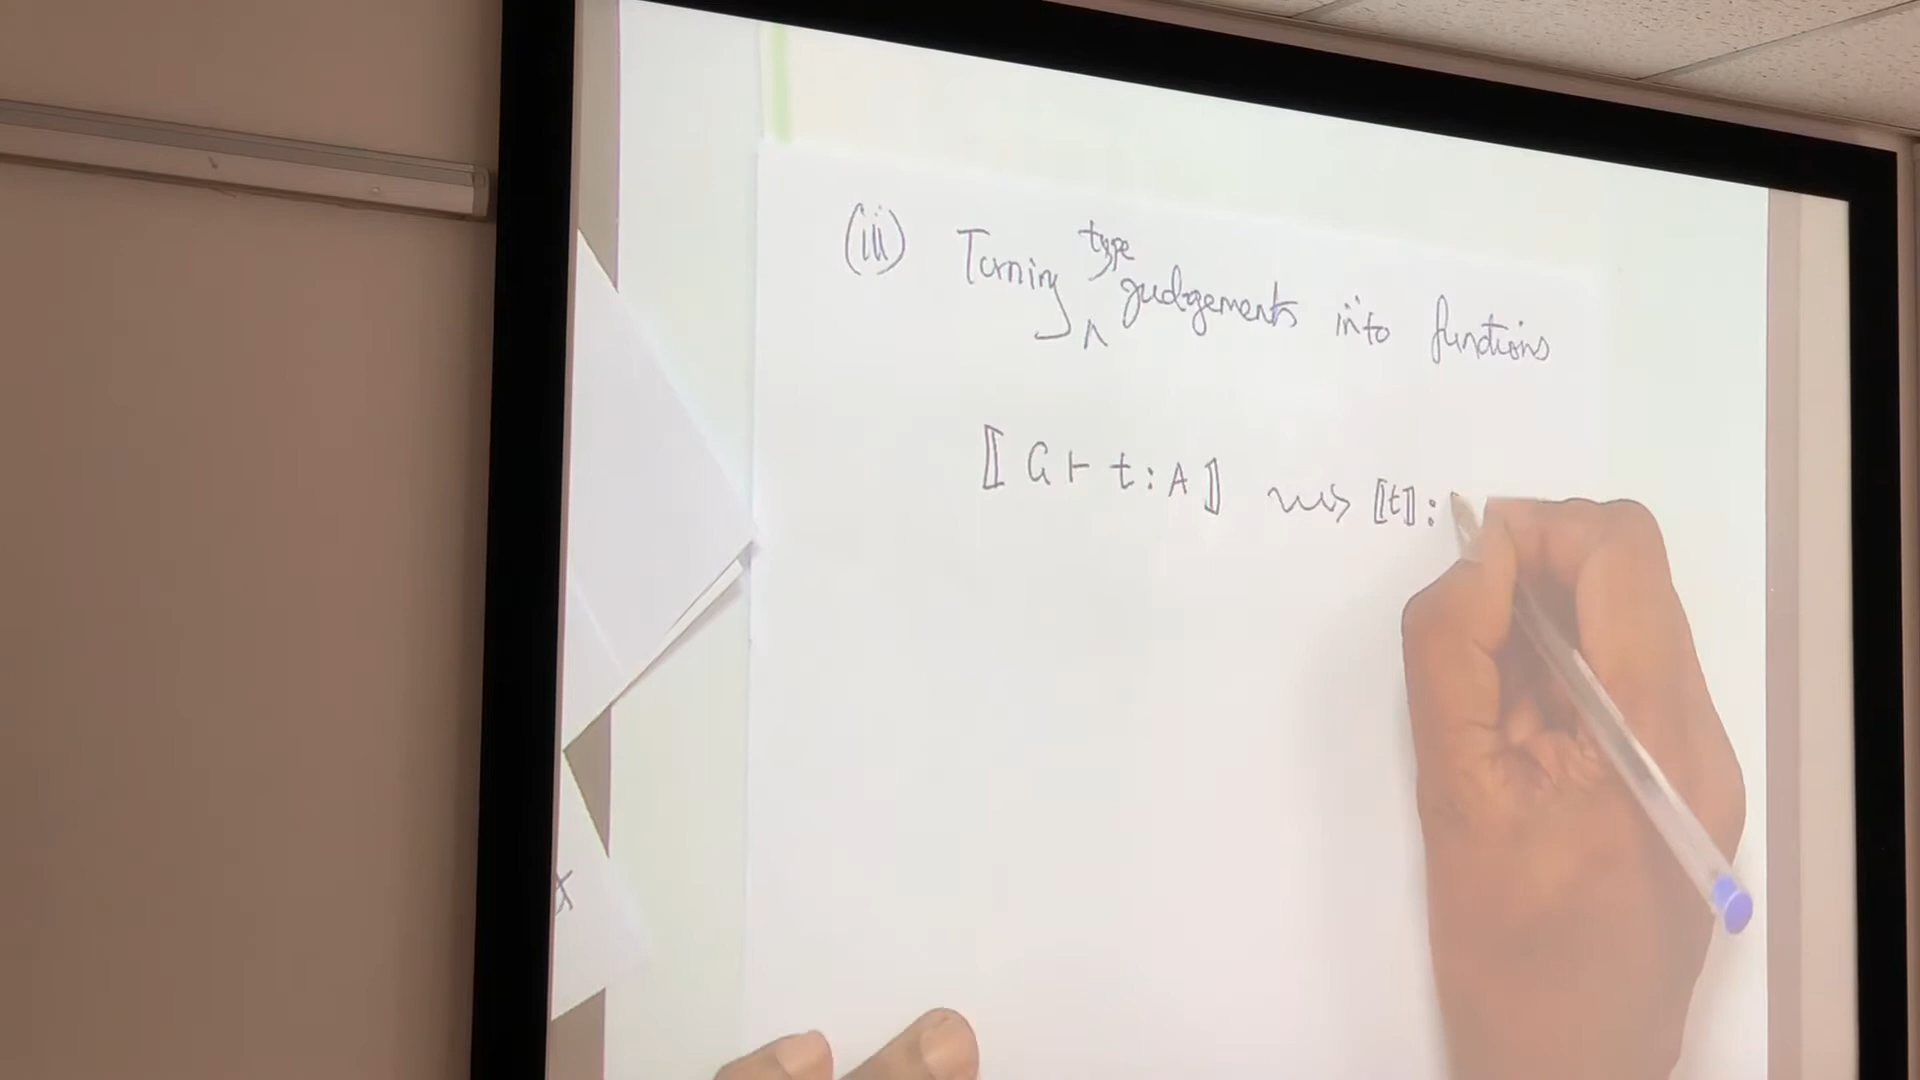 (iii) Turning type judgements into functions
⟦ G ⊢ t : A ⟧ ⇝ ⟦t⟧ :